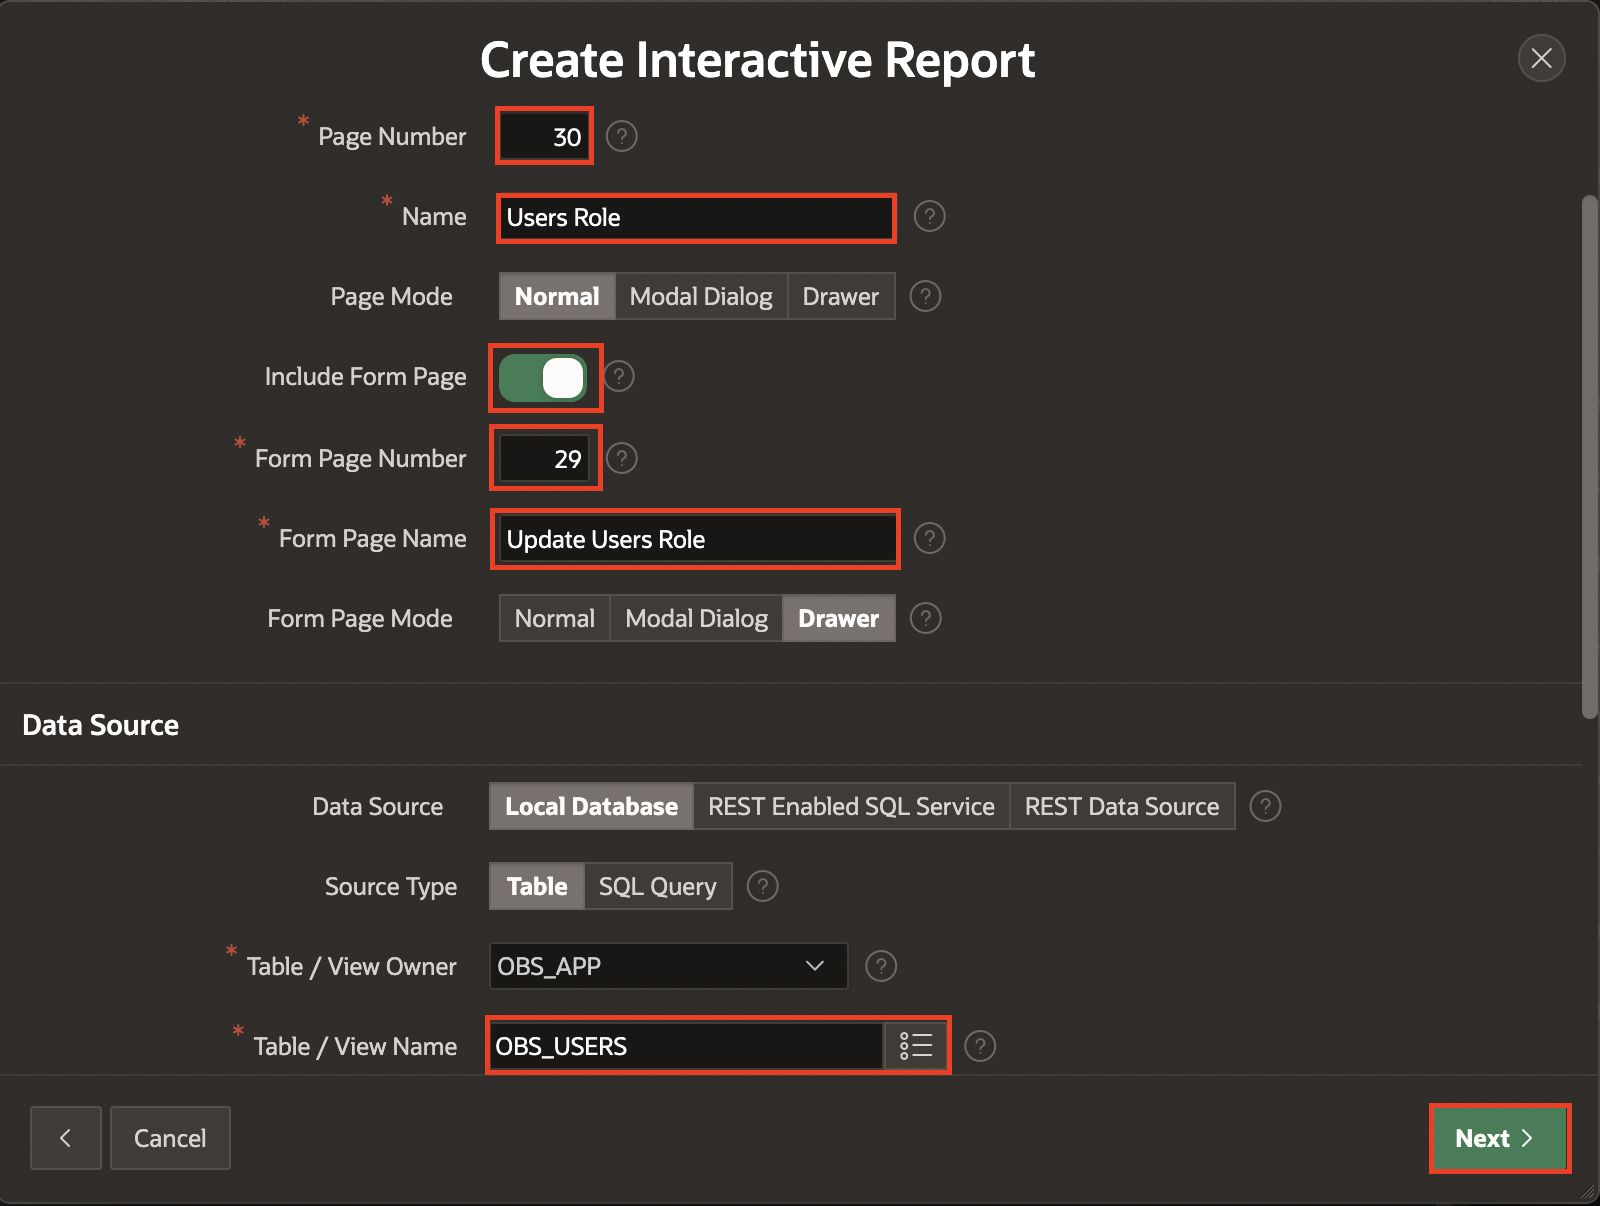 Create Interactive Report
* Page Number 30 ?
* Name Users Role ?
Page Mode Normal Modal Dialog Drawer ?
Include Form Page ?
* Form Page Number 29 ?
* Form Page Name Update Users Role ?
Form Page Mode Normal Modal Dialog Drawer ?
Data Source
Data Source Local Database REST Enabled SQL Service REST Data Source ?
Source Type Table SQL Query ?
* Table / View Owner OBS_APP ?
* Table / View Name OBS_USERS ?
Cancel Next